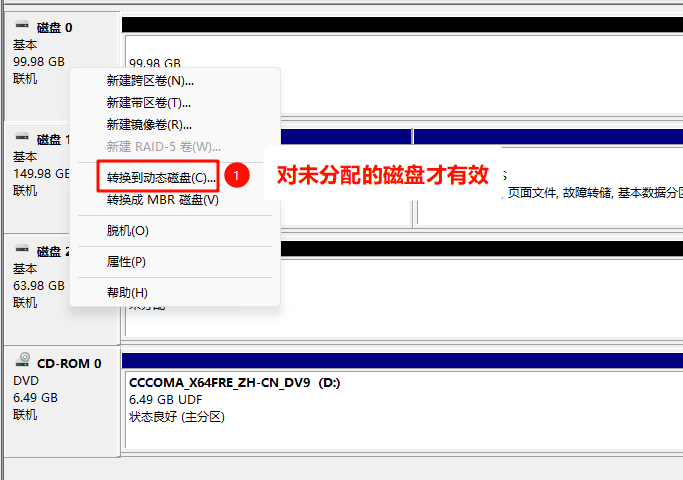 磁盘 0
基本
99.98 GB
联机
99.98 GB
新建跨区卷(N)...
新建带区卷(T)...
新建镜像卷(R)...
新建 RAID-5 卷(W)...
转换到动态磁盘(C)...
1
对未分配的磁盘才有效
转换成 MBR 磁盘(V)
脱机(O)
属性(P)
帮助(H)
磁盘 1
基本
149.98 GB
联机
页面文件, 故障转储, 基本数据分区
磁盘 2
基本
63.98 GB
联机
未分配
CD-ROM 0
DVD
6.49 GB
联机
CCCOMA_X64FRE_ZH-CN_DV9 (D:)
6.49 GB UDF
状态良好 (主分区)